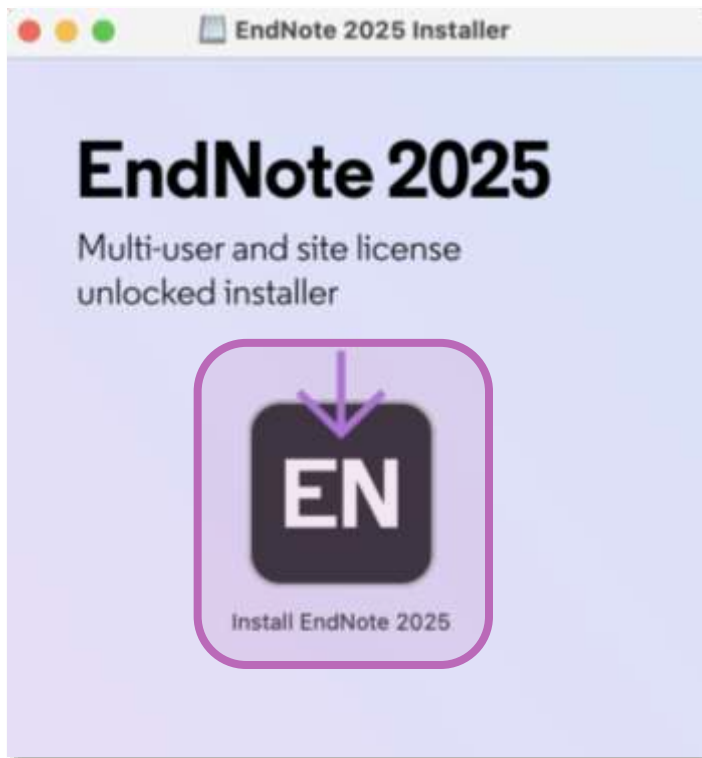 EndNote 2025 Installer
EndNote 2025
Multi-user and site license
unlocked installer
EN
Install EndNote 2025